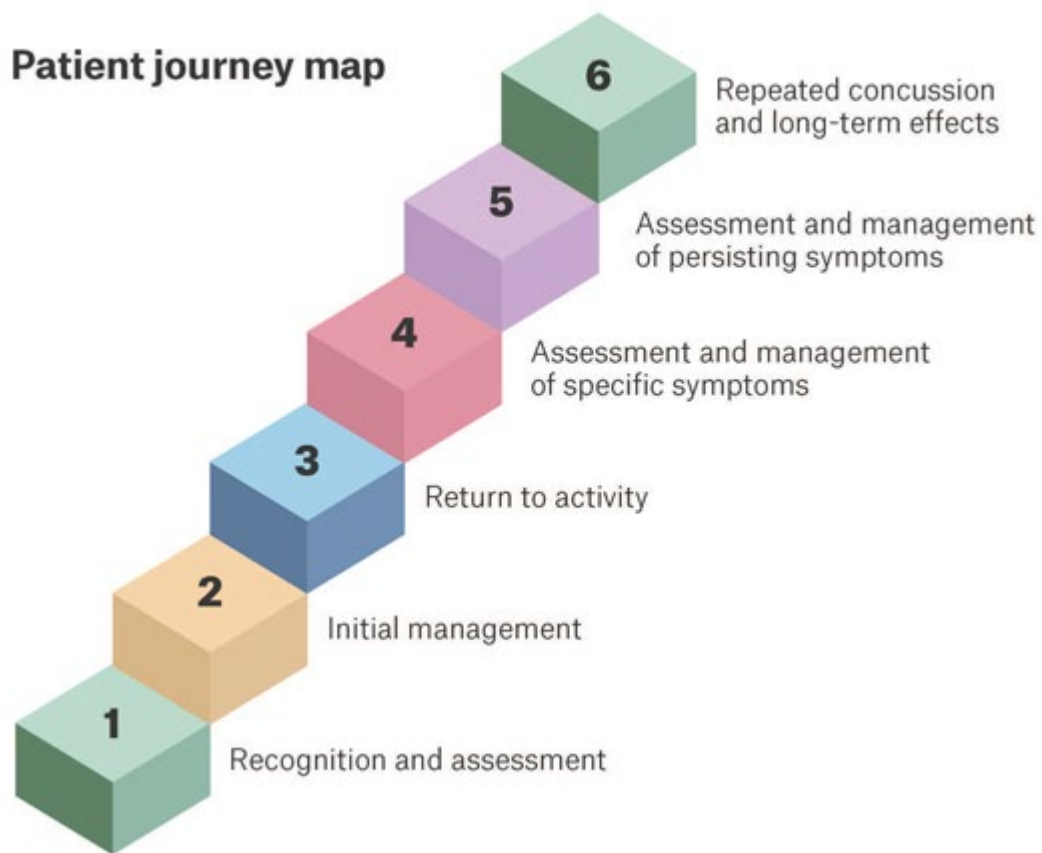 Patient journey map
6
Repeated concussion
and long-term effects
5
Assessment and management
of persisting symptoms
4
Assessment and management
of specific symptoms
3
Return to activity
2
Initial management
1
Recognition and assessment